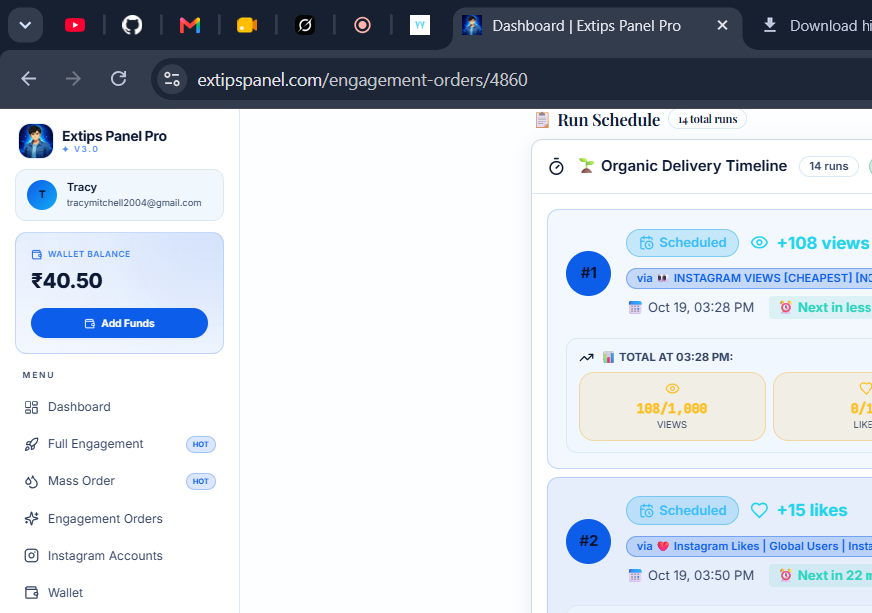 Dashboard | Extips Panel Pro
Download hi
extipspanel.com/engagement-orders/4860
Extips Panel Pro
V3.0
T
Tracy
tracymitchell2004@gmail.com
WALLET BALANCE
₹40.50
Add Funds
MENU
Dashboard
Full Engagement HOT
Mass Order HOT
Engagement Orders
Instagram Accounts
Wallet
Run Schedule 14 total runs
Organic Delivery Timeline 14 runs
#1
Scheduled +108 views
via INSTAGRAM VIEWS [CHEAPEST] [NO
Oct 19, 03:28 PM Next in less
TOTAL AT 03:28 PM:
108/1,000
VIEWS
0/1
LIKE
#2
Scheduled +15 likes
via Instagram Likes | Global Users | Insta
Oct 19, 03:50 PM Next in 22 m